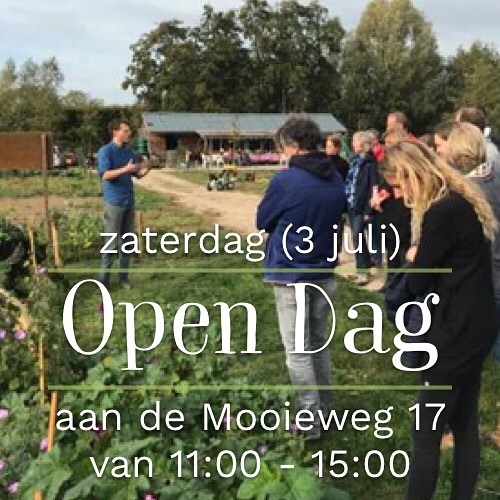 zaterdag (3 juli)
Open Dag
aan de Mooieweg 17
van 11:00 - 15:00